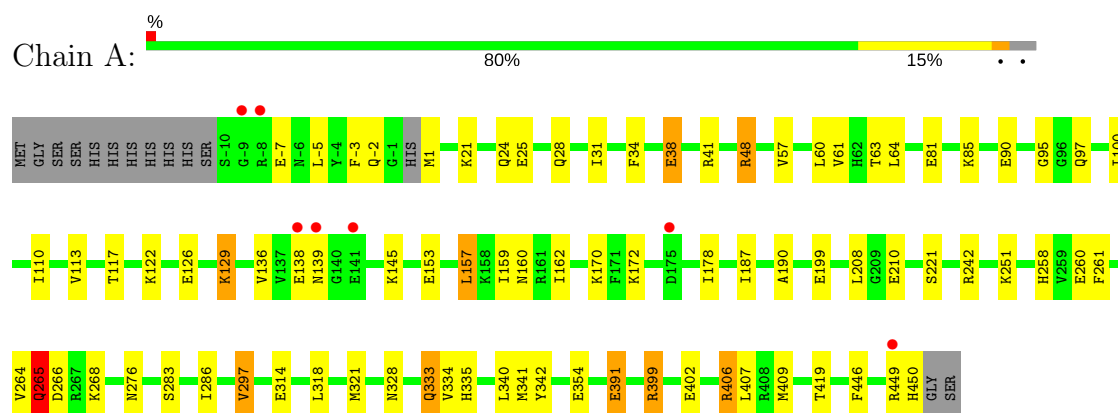 %
Chain A:
80% 15% • •
MET GLY SER SER HIS HIS HIS HIS HIS HIS SER S-10 G-9 R-8 E-7 N-6 L-5 Y-4 F-3 Q-2 G-1 HIS M1 K21 Q24 E25 Q28 I31 F34 E38 R41 R48 V57 L60 V61 H62 T63 L64 E81 K85 E90 G95 G96 Q97
I110 V113 T117 K122 E126 K129 V136 V137 E138 N139 G140 E141 K145 E153 L157 K158 I159 N160 R161 I162 K170 F171 K172 D175 I178 I187 A190 E199 L208 G209 E210 S221 R242 K251 H258 V259 E260 F261
V264 Q265 D266 R267 K268 N276 S283 I286 V297 E314 L318 M321 N328 Q333 V334 H335 L340 M341 Y342 E354 E391 R399 E402 R406 L407 R408 M409 T419 F446 R449 H450 GLY SER